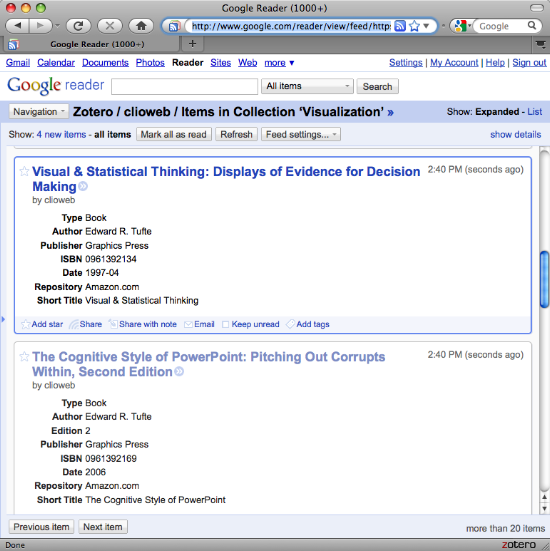 Google Reader (1000+)
http://www.google.com/reader/view/feed/http
Google
Google Reader (1000+)
Gmail Calendar Documents Photos Reader Sites Web more ▼ Settings | My Account | Help | Sign out
Google reader All items Search
Navigation Zotero / clioweb / Items in Collection ‘Visualization’ » Show: Expanded - List
Show: 4 new items - all items Mark all as read Refresh Feed settings... show details
Visual & Statistical Thinking: Displays of Evidence for Decision 2:40 PM (seconds ago)
Making
by clioweb
Type Book
Author Edward R. Tufte
Publisher Graphics Press
ISBN 0961392134
Date 1997-04
Repository Amazon.com
Short Title Visual & Statistical Thinking
Add star Share Share with note Email Keep unread Add tags
The Cognitive Style of PowerPoint: Pitching Out Corrupts 2:40 PM (seconds ago)
Within, Second Edition
by clioweb
Type Book
Author Edward R. Tufte
Edition 2
Publisher Graphics Press
ISBN 0961392169
Date 2006
Repository Amazon.com
Short Title The Cognitive Style of PowerPoint
Previous item Next item more than 20 items
Done zotero